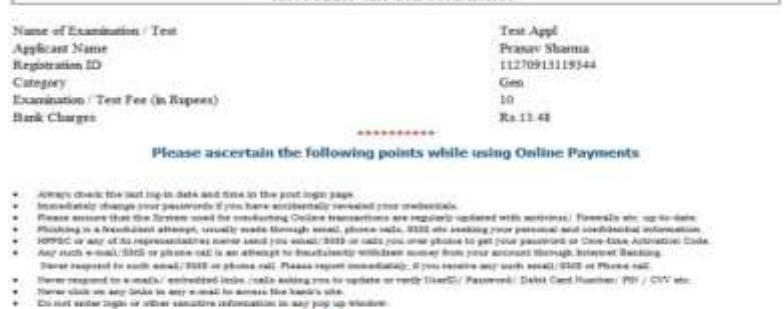 Name of Examination / Test Test Appl
Applicant Name Pranav Sharma
Registration ID 11270913119344
Category Gen
Examination / Test Fee (in Rupees) 10
Bank Charges Rs.13.48
**********
Please ascertain the following points while using Online Payments
• Always check the last log-in date and time in the post login page.
• Immediately change your passwords if you have accidentally revealed your credentials.
• Please ensure that the System used for conducting Online transactions are regularly updated with antivirus/ Firewalls etc. up-to-date.
• Phishing is a fraudulent attempt, usually made through email, phone calls, SMS etc seeking your personal and confidential information.
• HPPSC or any of its representatives never send you email/SMS or calls you over phone to get your password or One-time Activation Code.
• Any such e-mail/SMS or phone call is an attempt to fraudulently withdraw money from your account through Internet Banking.
Never respond to such email/SMS or phone call. Please report immediately, if you receive any such email/SMS or Phone call.
• Never respond to e-mails/ embedded links /calls asking you to update or verify UserID/ Password/ Debit Card Number/ PIN / CVV etc.
• Never click on any links in any e-mail to access the bank's site.
• Do not enter login or other sensitive information in any pop up window.